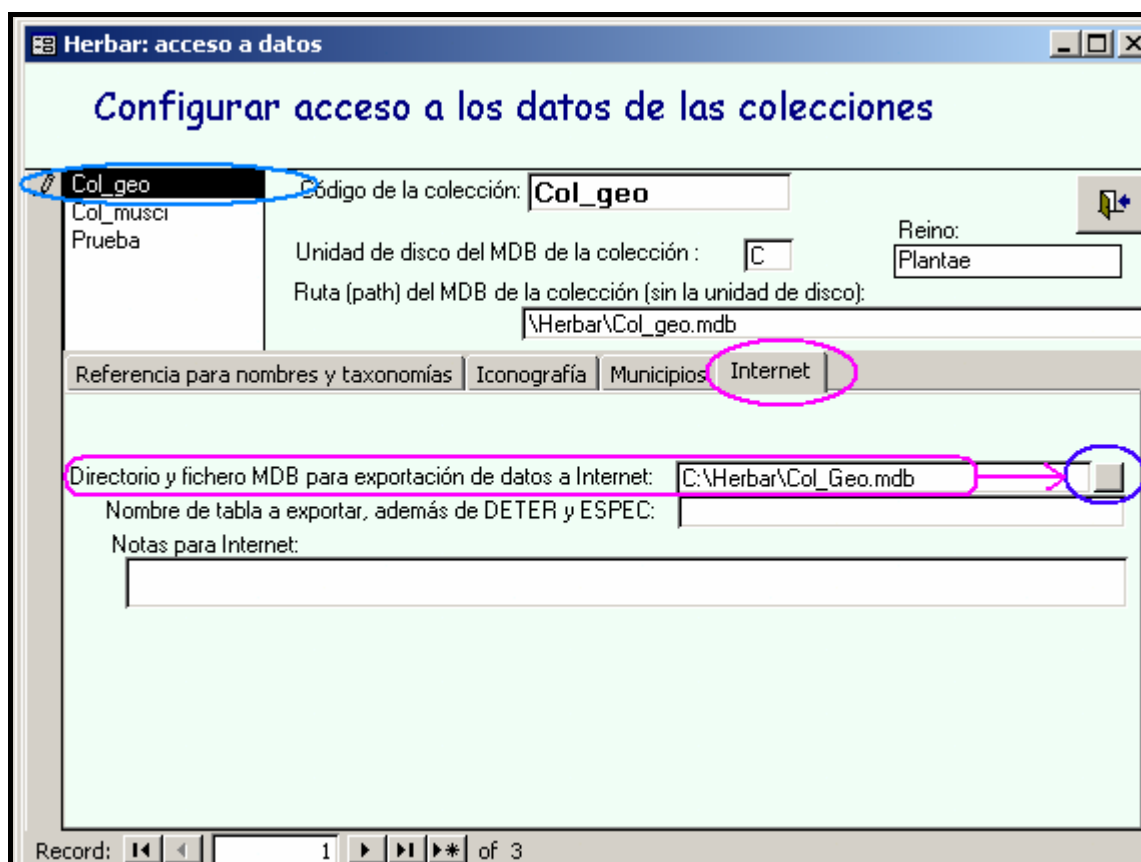 Herbar: acceso a datos
Configurar acceso a los datos de las colecciones
Col_geo
Col_musci
Prueba
Código de la colección: Col_geo
Unidad de disco del MDB de la colección : C
Reino:
Plantae
Ruta (path) del MDB de la colección (sin la unidad de disco):
\Herbar\Col_geo.mdb
Referencia para nombres y taxonomías Iconografía Municipios Internet
Directorio y fichero MDB para exportación de datos a Internet: C:\Herbar\Col_Geo.mdb
Nombre de tabla a exportar, además de DETER y ESPEC:
Notas para Internet:
Record: 1 of 3